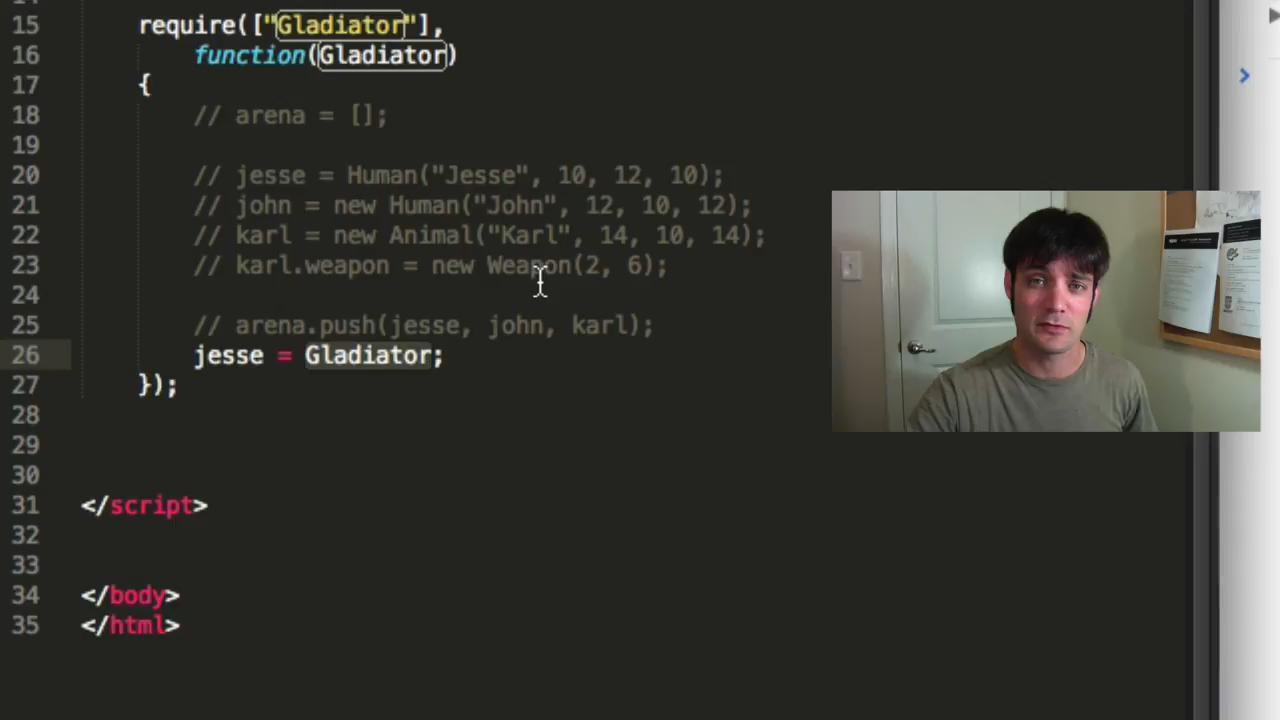 15 require(["Gladiator"],
16 function(Gladiator)
17 {
18 // arena = [];
19
20 // jesse = Human("Jesse", 10, 12, 10);
21 // john = new Human("John", 12, 10, 12);
22 // karl = new Animal("Karl", 14, 10, 14);
23 // karl.weapon = new Weapon(2, 6);
24
25 // arena.push(jesse, john, karl);
26 jesse = Gladiator;
27 });
28
29
30
31 </script>
32
33
34 </body>
35 </html>